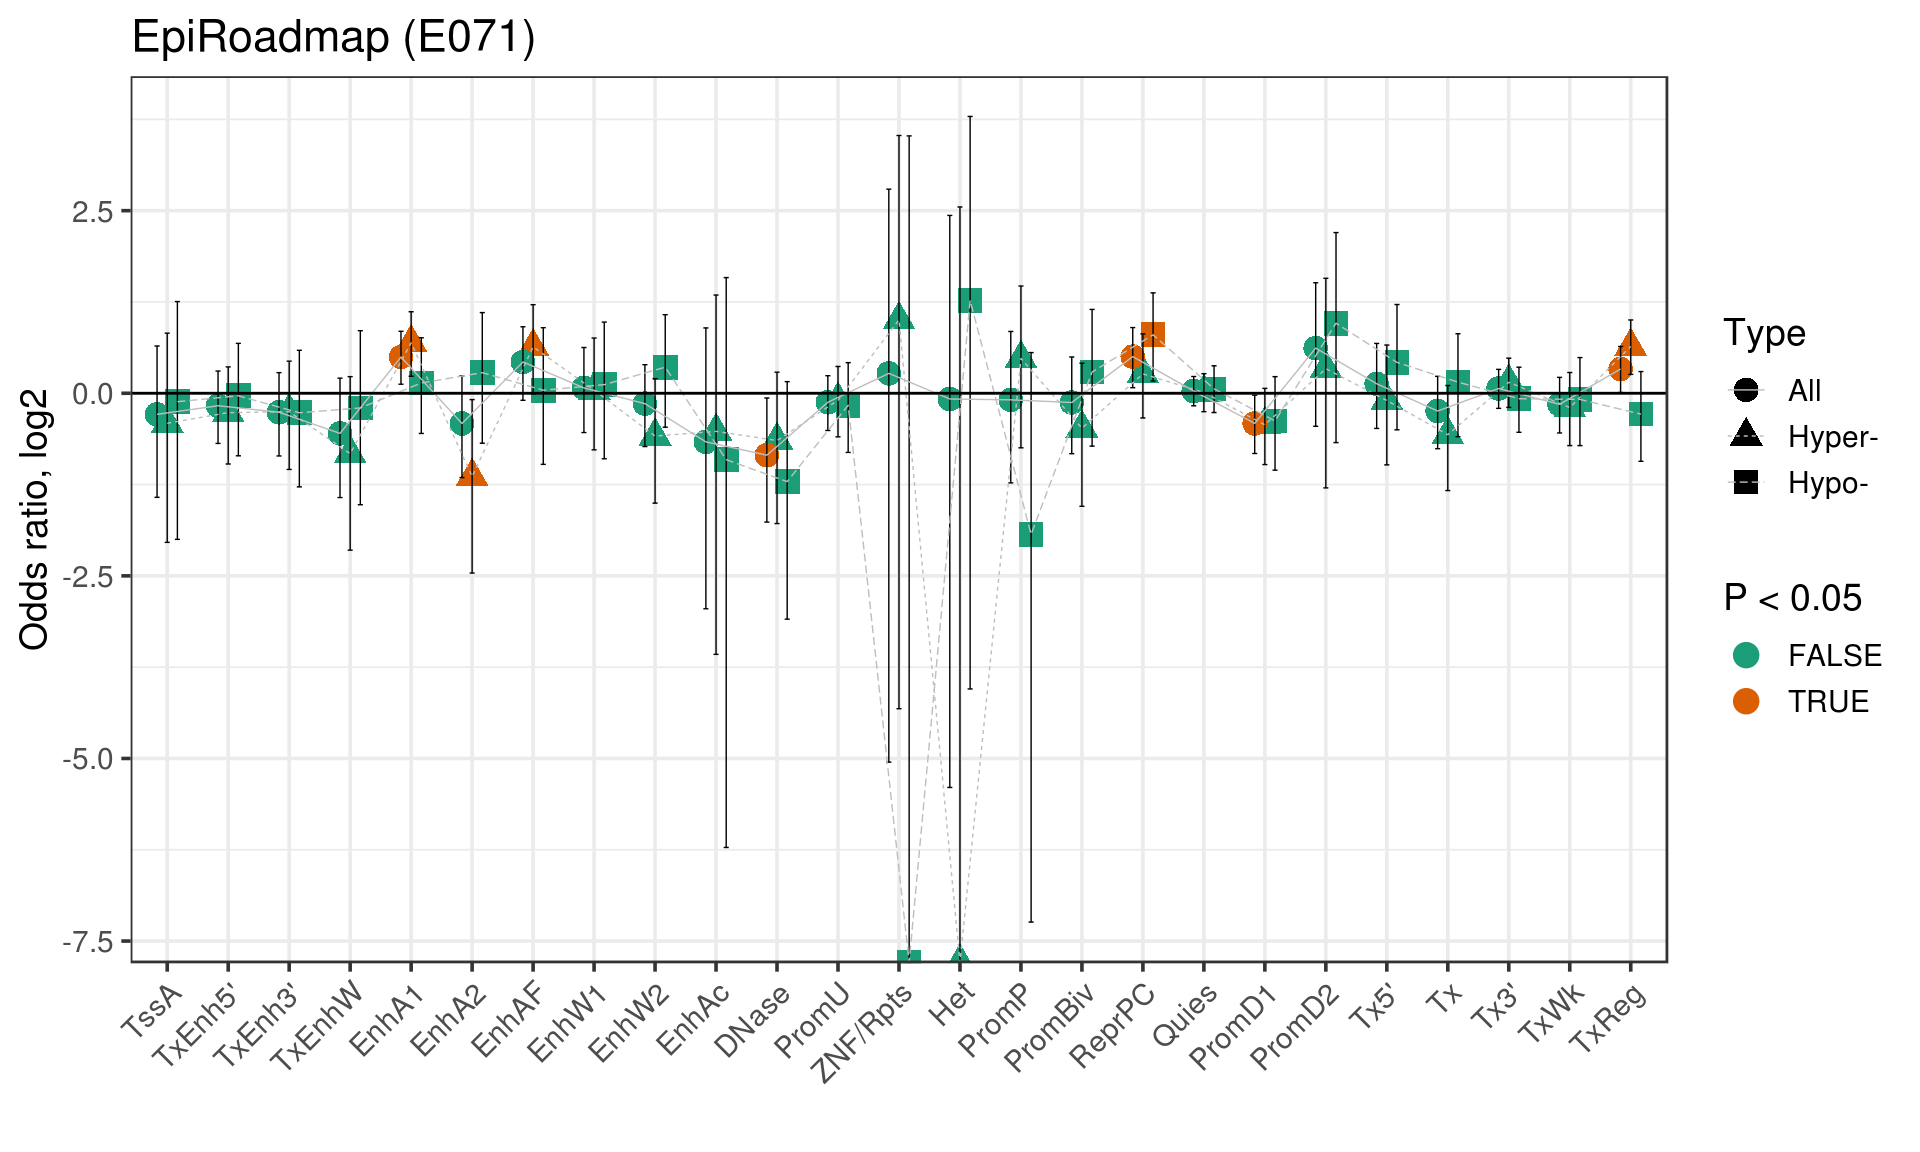 EpiRoadmap (E071)
Odds ratio, log2
2.5
0.0
-2.5
-5.0
-7.5
TssA
TxEnh5'
TxEnh3'
TxEnhW
EnhA1
EnhA2
EnhAF
EnhW1
EnhW2
EnhAc
DNase
PromU
ZNF/Rpts
Het
PromP
PromBiv
ReprPC
Quies
PromD1
PromD2
Tx5'
Tx
Tx3'
TxWk
TxReg
Type
All
Hyper-
Hypo-
P < 0.05
FALSE
TRUE